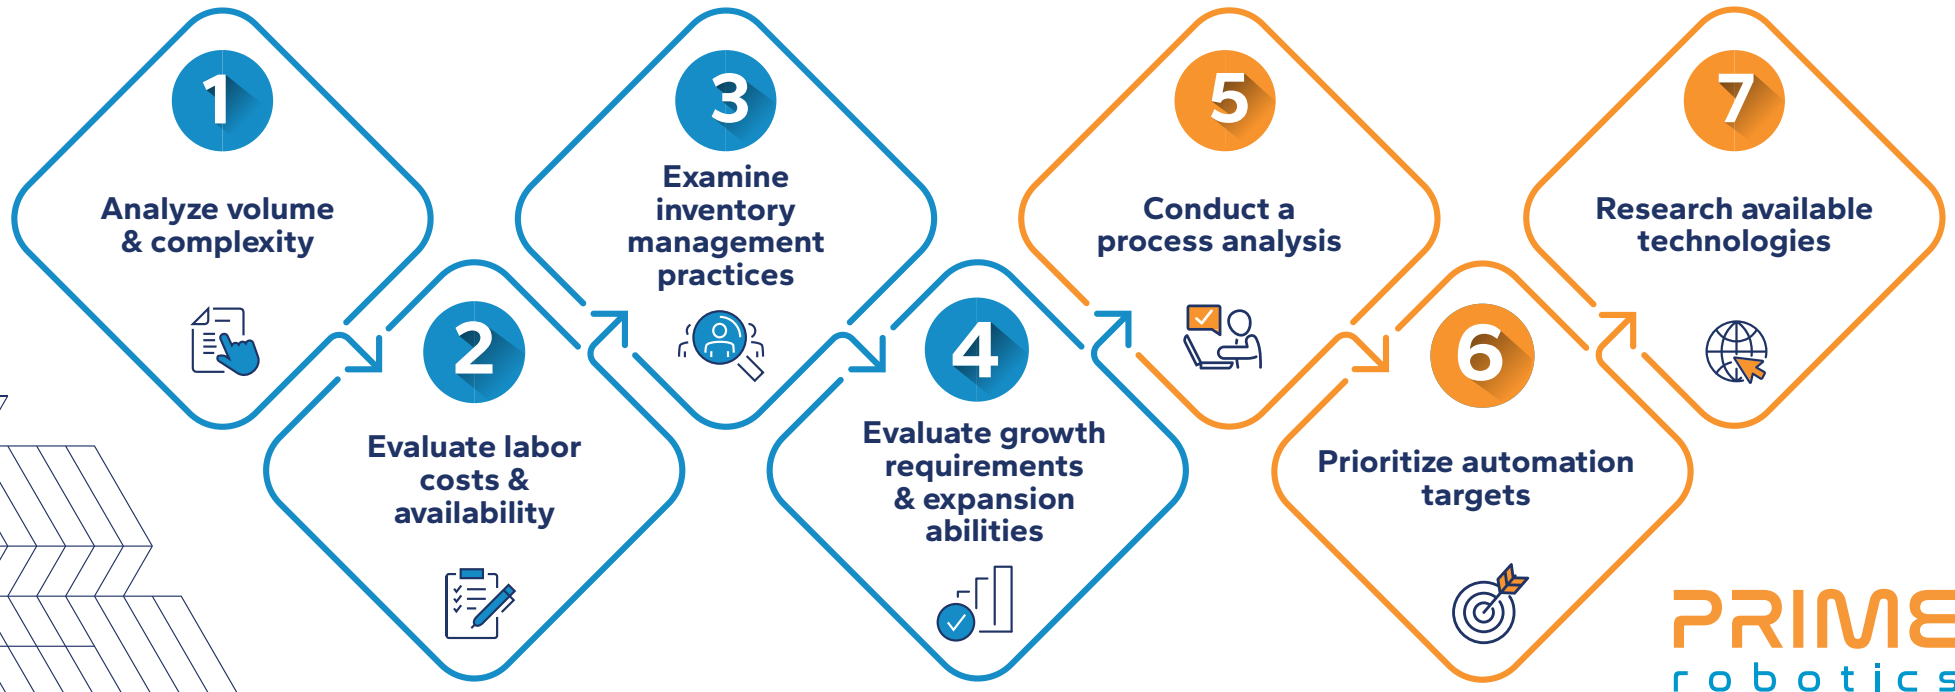 1
Analyze volume
& complexity
2
Evaluate labor
costs &
availability
3
Examine
inventory
management
practices
4
Evaluate growth
requirements
& expansion
abilities
5
Conduct a
process analysis
6
Prioritize automation
targets
7
Research available
technologies
PRIME
robotics